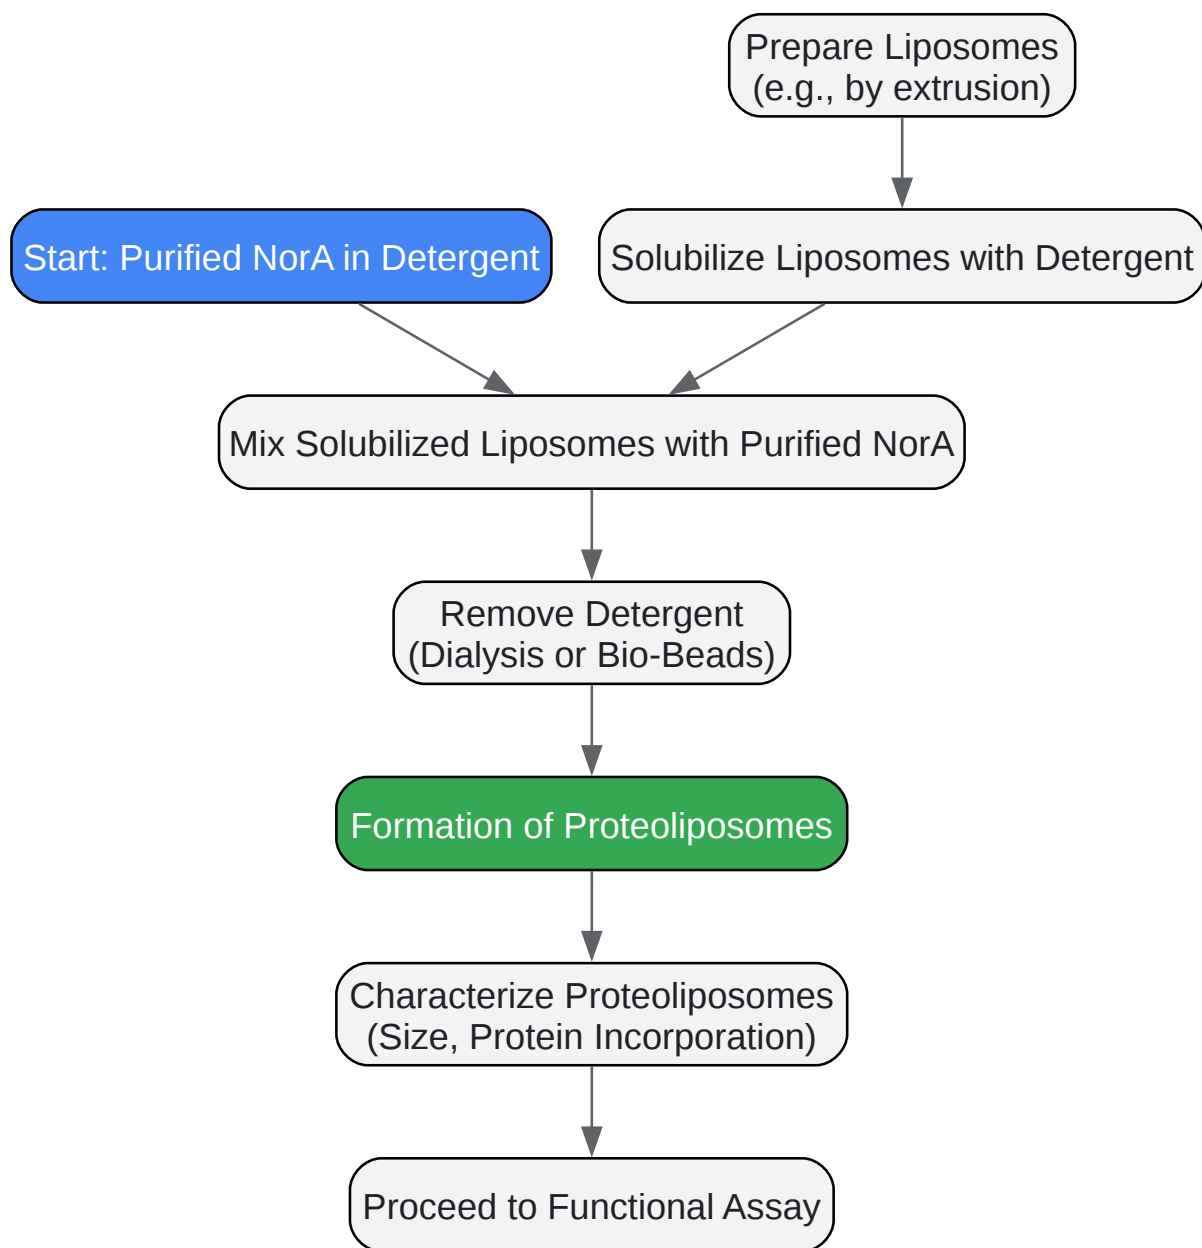 Prepare Liposomes
(e.g., by extrusion)
Start: Purified NorA in Detergent
Solubilize Liposomes with Detergent
Mix Solubilized Liposomes with Purified NorA
Remove Detergent
(Dialysis or Bio-Beads)
Formation of Proteoliposomes
Characterize Proteoliposomes
(Size, Protein Incorporation)
Proceed to Functional Assay